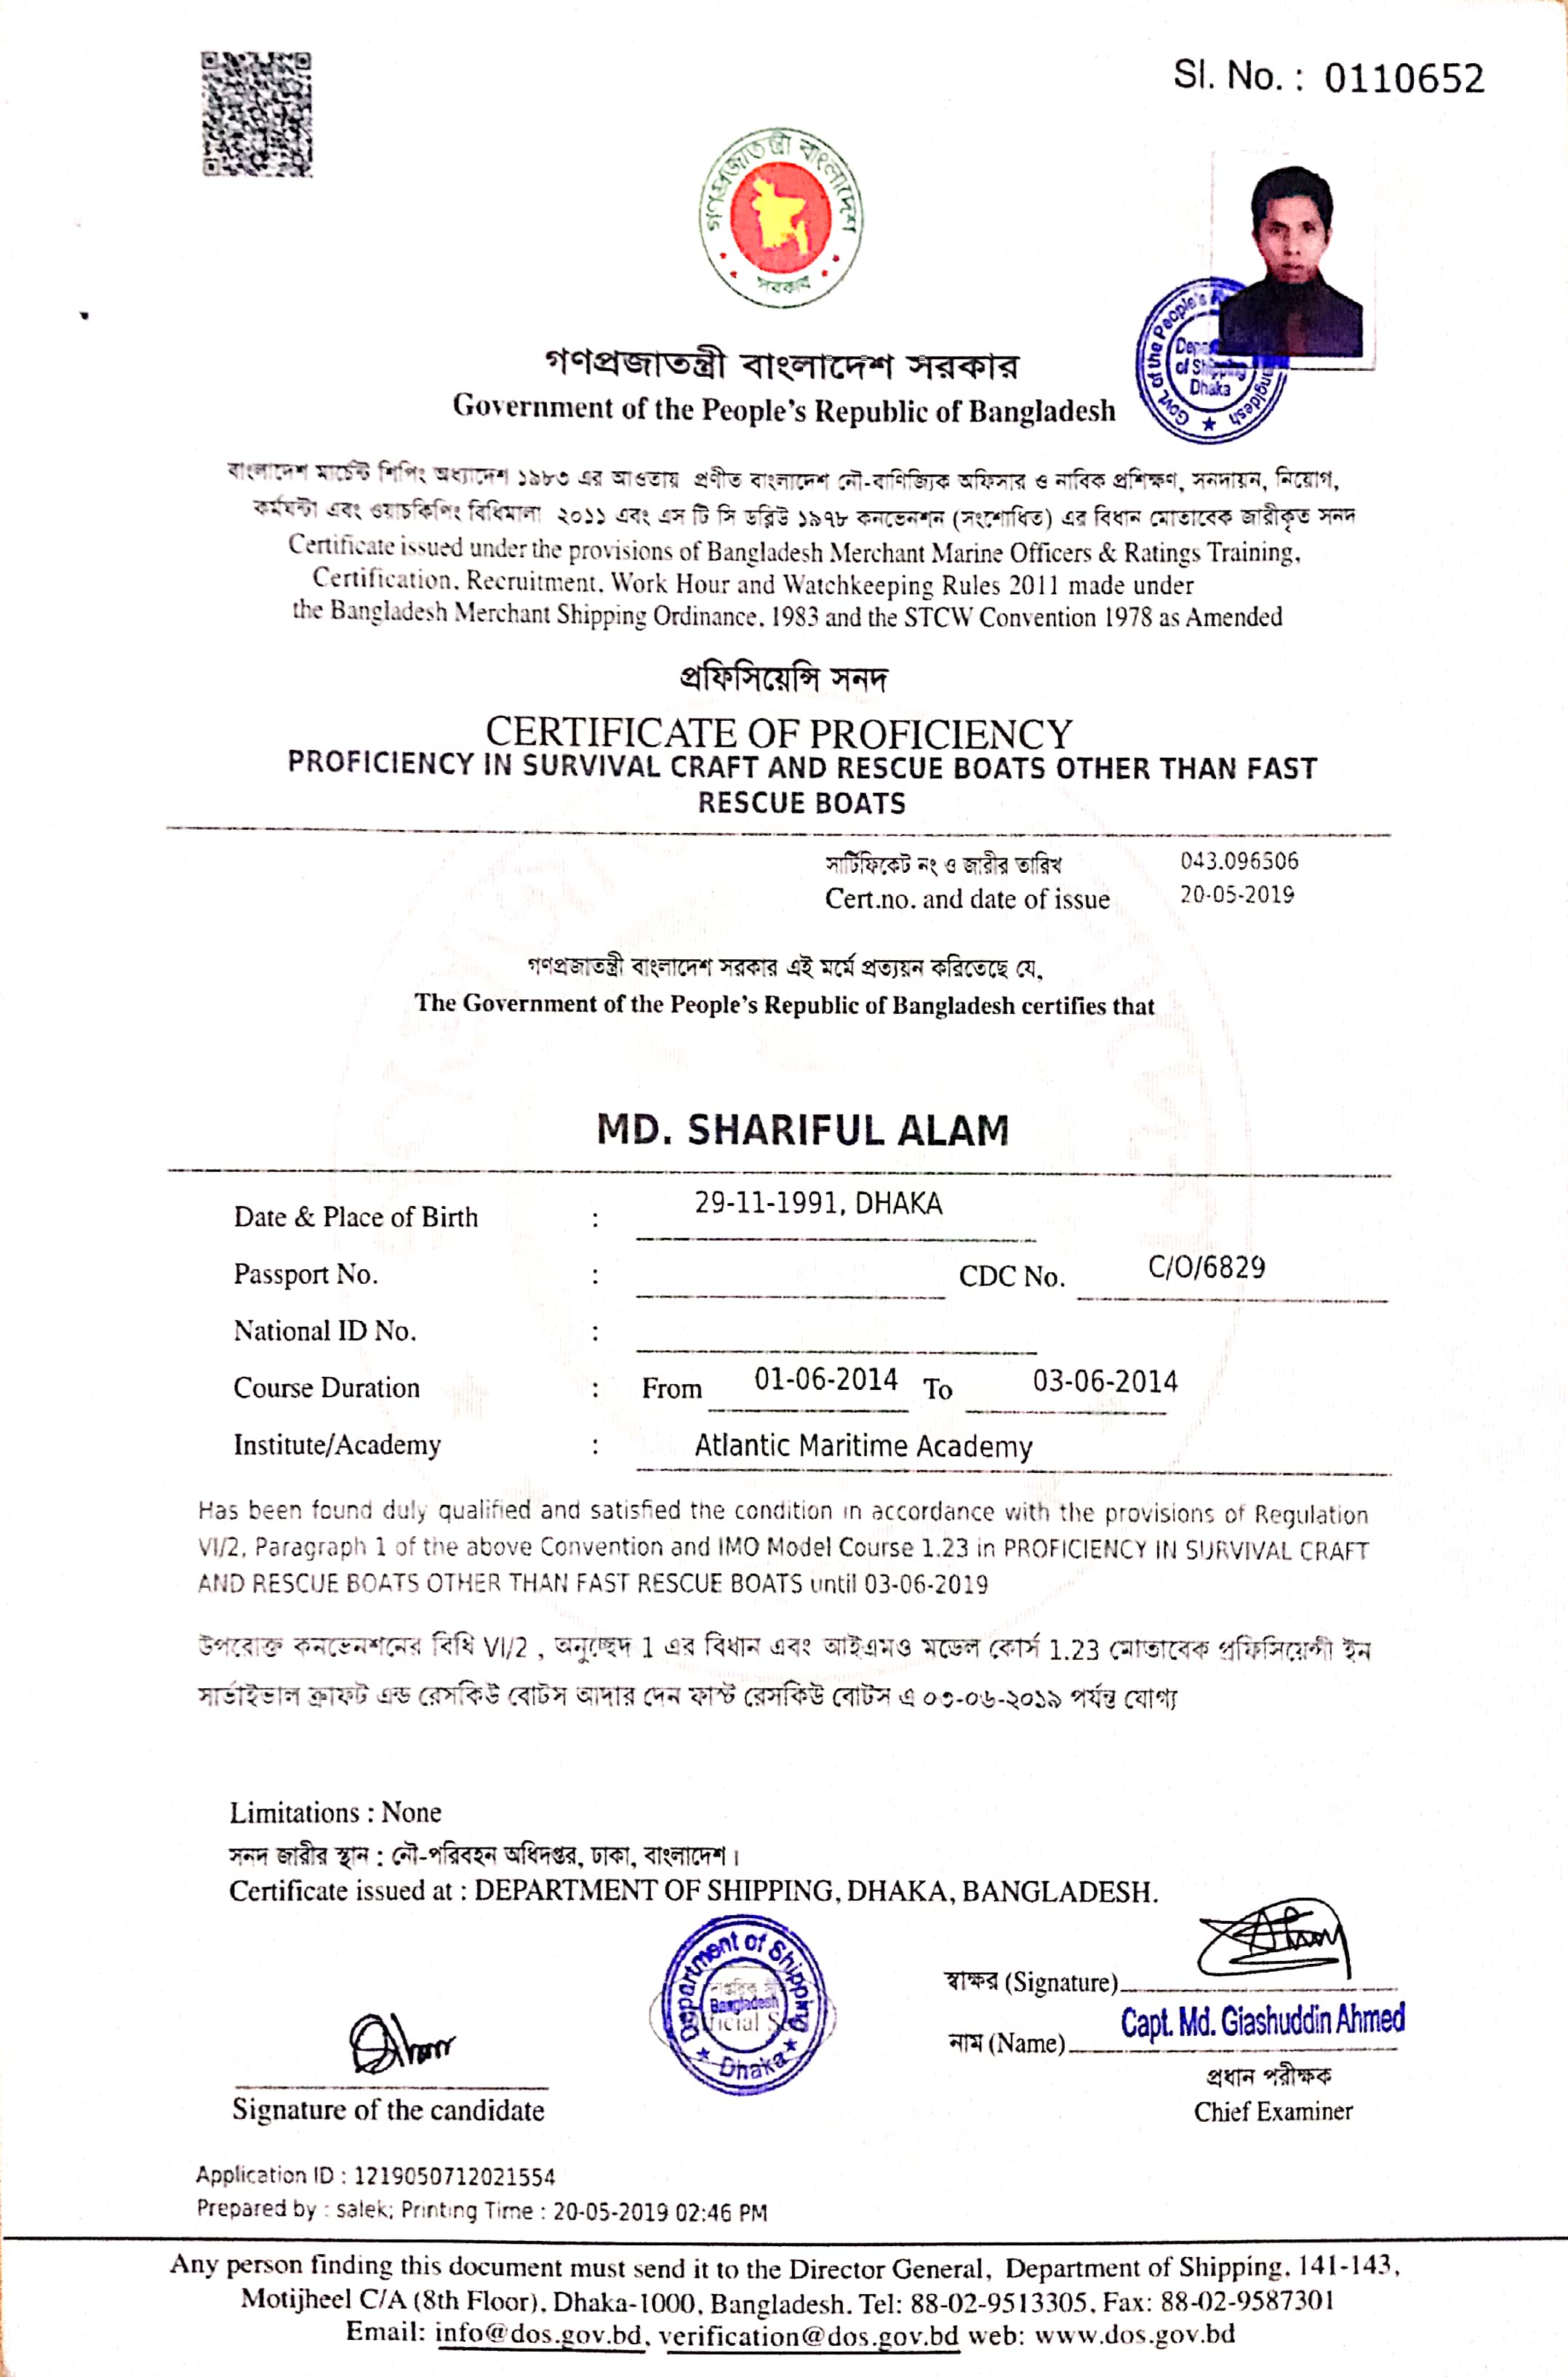 Sl. No. : 0110652
গণপ্রজাতন্ত্রী বাংলাদেশ
সরকার
Govt. of the People's
Bangladesh
of Shipping
Dhaka
গণপ্রজাতন্ত্রী বাংলাদেশ সরকার
Government of the People's Republic of Bangladesh
বাংলাদেশ মার্চেন্ট শিপিং অধ্যাদেশ ১৯৮৩ এর আওতায় প্রণীত বাংলাদেশ নৌ-বাণিজ্যিক অফিসার ও নাবিক প্রশিক্ষণ, সনদায়ন, নিয়োগ,
কর্মঘন্টা এবং ওয়াচকিপিং বিধিমালা ২০১১ এবং এস টি সি ডব্লিউ ১৯৭৮ কনভেনশন (সংশোধিত) এর বিধান মোতাবেক জারীকৃত সনদ
Certificate issued under the provisions of Bangladesh Merchant Marine Officers & Ratings Training,
Certification, Recruitment, Work Hour and Watchkeeping Rules 2011 made under
the Bangladesh Merchant Shipping Ordinance, 1983 and the STCW Convention 1978 as Amended
প্রফিসিয়েন্সি সনদ
CERTIFICATE OF PROFICIENCY
PROFICIENCY IN SURVIVAL CRAFT AND RESCUE BOATS OTHER THAN FAST
RESCUE BOATS
সার্টিফিকেট নং ও জারীর তারিখ 043.096506
Cert.no. and date of issue 20-05-2019
গণপ্রজাতন্ত্রী বাংলাদেশ সরকার এই মর্মে প্রত্যয়ন করিতেছে যে,
The Government of the People's Republic of Bangladesh certifies that
MD. SHARIFUL ALAM
Date & Place of Birth : 29-11-1991, DHAKA
Passport No. : CDC No. C/O/6829
National ID No. :
Course Duration : From 01-06-2014 To 03-06-2014
Institute/Academy : Atlantic Maritime Academy
Has been found duly qualified and satisfied the condition in accordance with the provisions of Regulation
VI/2, Paragraph 1 of the above Convention and IMO Model Course 1.23 in PROFICIENCY IN SURVIVAL CRAFT
AND RESCUE BOATS OTHER THAN FAST RESCUE BOATS until 03-06-2019
উপরোক্ত কনভেনশনের বিধি VI/2 , অনুচ্ছেদ 1 এর বিধান এবং আইএমও মডেল কোর্স 1.23 মোতাবেক প্রফিসিয়েন্সী ইন
সার্ভাইভাল ক্রাফট এন্ড রেসকিউ বোটস আদার দেন ফাস্ট রেসকিউ বোটস এ ০৩-০৬-২০১৯ পর্যন্ত যোগ্য
Limitations : None
সনদ জারীর স্থান : নৌ-পরিবহন অধিদপ্তর, ঢাকা, বাংলাদেশ।
Certificate issued at : DEPARTMENT OF SHIPPING, DHAKA, BANGLADESH.
Department of Shipping
Bangladesh
Dhaka
স্বাক্ষর (Signature)
Capt. Md. Giashuddin Ahmed
নাম (Name)
প্রধান পরীক্ষক
Chief Examiner
Signature of the candidate
Application ID : 1219050712021554
Prepared by : salek; Printing Time : 20-05-2019 02:46 PM
Any person finding this document must send it to the Director General, Department of Shipping, 141-143,
Motijheel C/A (8th Floor), Dhaka-1000, Bangladesh. Tel: 88-02-9513305, Fax: 88-02-9587301
Email: info@dos.gov.bd, verification@dos.gov.bd web: www.dos.gov.bd